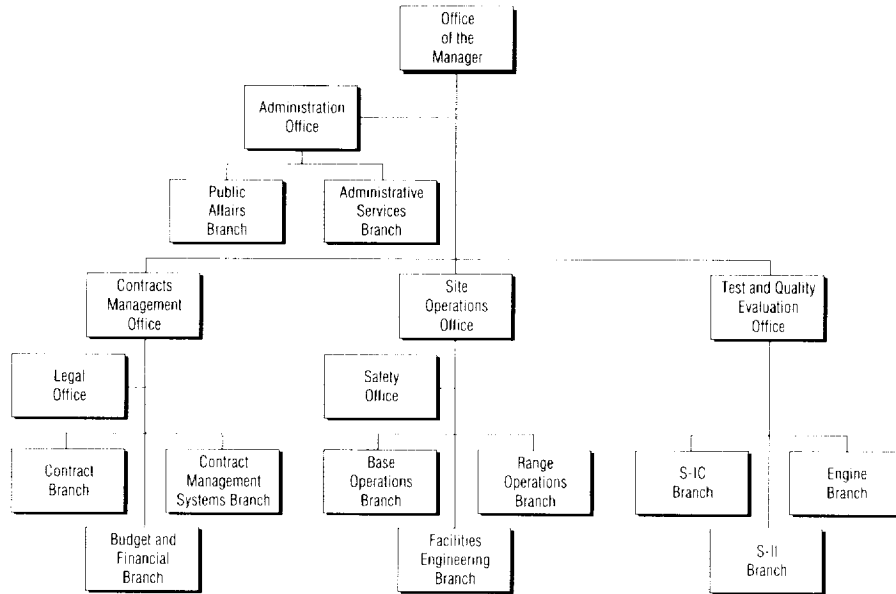 Office
of the
Manager
Administration
Office
Public
Affairs
Branch
Administrative
Services
Branch
Contracts
Management
Office
Site
Operations
Office
Test and Quality
Evaluation
Office
Legal
Office
Safety
Office
Contract
Branch
Contract
Management
Systems Branch
Base
Operations
Branch
Range
Operations
Branch
S-IC
Branch
Engine
Branch
Budget and
Financial
Branch
Facilities
Engineering
Branch
S-II
Branch